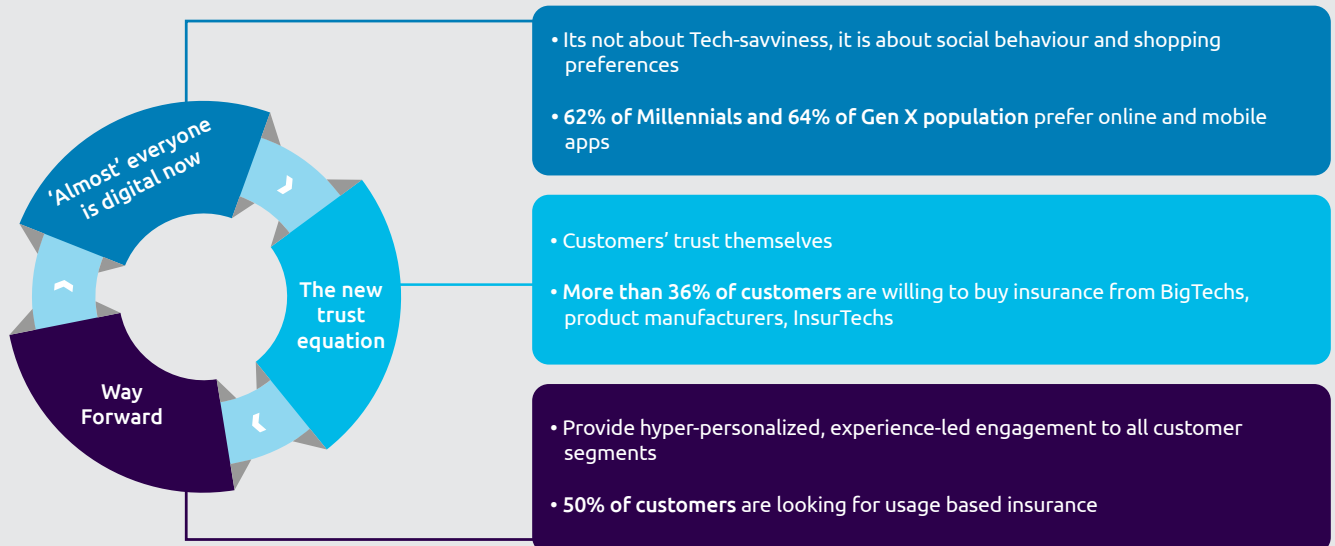 'Almost' everyone
is digital now
The new
trust
equation
Way
Forward
• Its not about Tech-savviness, it is about social behaviour and shopping
preferences
• 62% of Millennials and 64% of Gen X population prefer online and mobile
apps
• Customers' trust themselves
• More than 36% of customers are willing to buy insurance from BigTechs,
product manufacturers, InsurTechs
• Provide hyper-personalized, experience-led engagement to all customer
segments
• 50% of customers are looking for usage based insurance